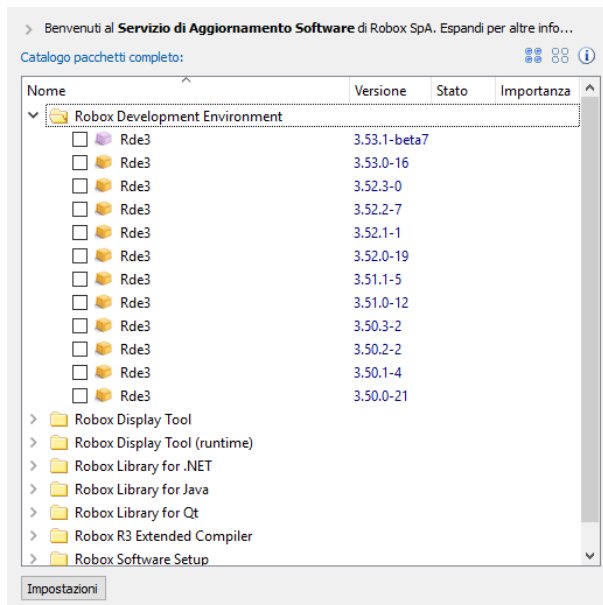 Benvenuti al Servizio di Aggiornamento Software di Robox SpA. Espandi per altre info...
Catalogo pacchetti completo:
Nome Versione Stato Importanza
Robox Development Environment
Rde3 3.53.1-beta7
Rde3 3.53.0-16
Rde3 3.52.3-0
Rde3 3.52.2-7
Rde3 3.52.1-1
Rde3 3.52.0-19
Rde3 3.51.1-5
Rde3 3.51.0-12
Rde3 3.50.3-2
Rde3 3.50.2-2
Rde3 3.50.1-4
Rde3 3.50.0-21
Robox Display Tool
Robox Display Tool (runtime)
Robox Library for .NET
Robox Library for Java
Robox Library for Qt
Robox R3 Extended Compiler
Robox Software Setup
Impostazioni